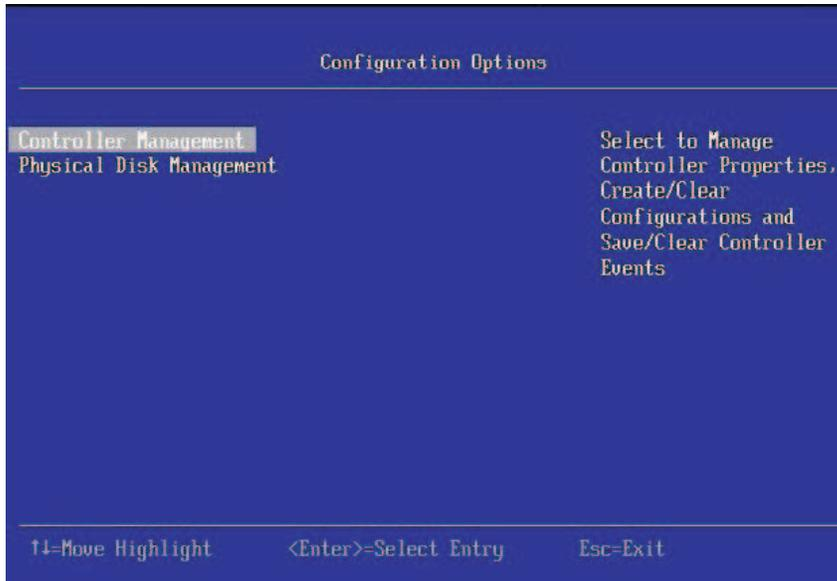 Configuration Options
Controller Management
Physical Disk Management
Select to Manage
Controller Properties,
Create/Clear
Configurations and
Save/Clear Controller
Events
↑↓=Move Highlight <Enter>=Select Entry Esc=Exit